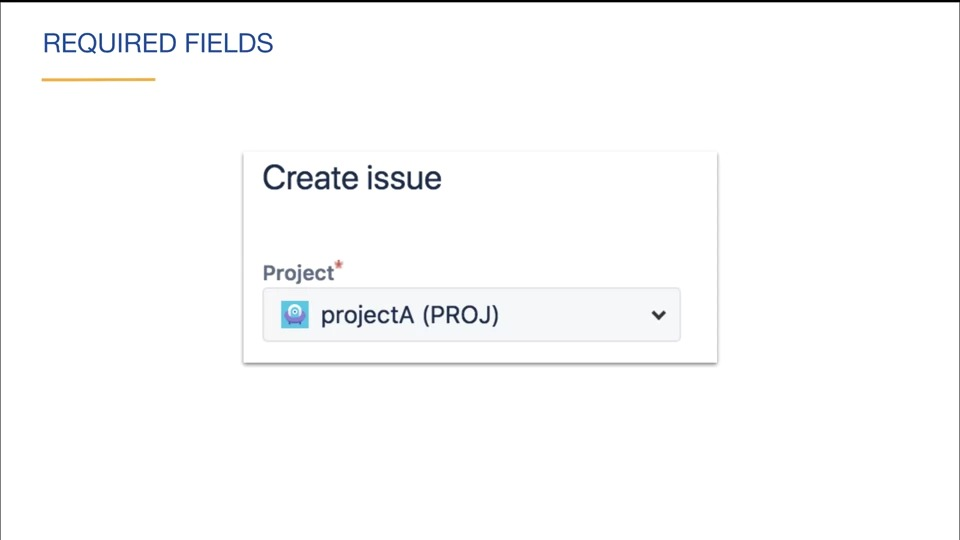 REQUIRED FIELDS
Create issue
Project*
projectA (PROJ)